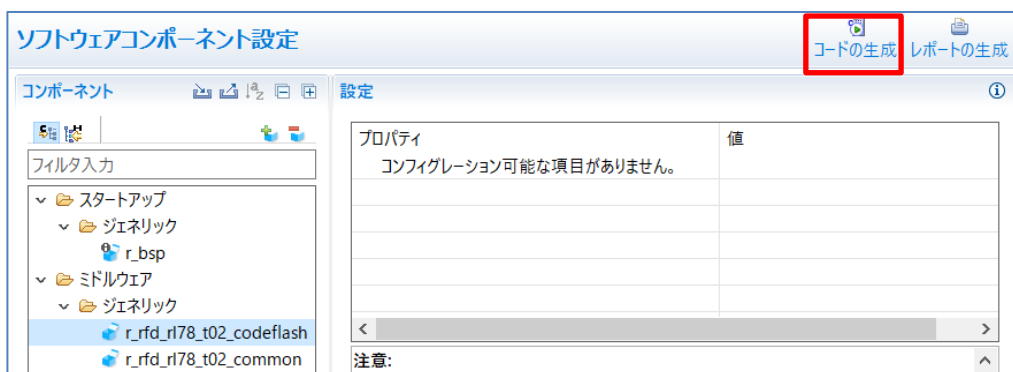 ソフトウェアコンポーネント設定
コードの生成 レポートの生成
コンポーネント
設定
フィルタ入力
プロパティ 値
コンフィグレーション可能な項目がありません。
スタートアップ
ジェネリック
r_bsp
ミドルウェア
ジェネリック
r_rfd_rl78_t02_codeflash
r_rfd_rl78_t02_common
注意: